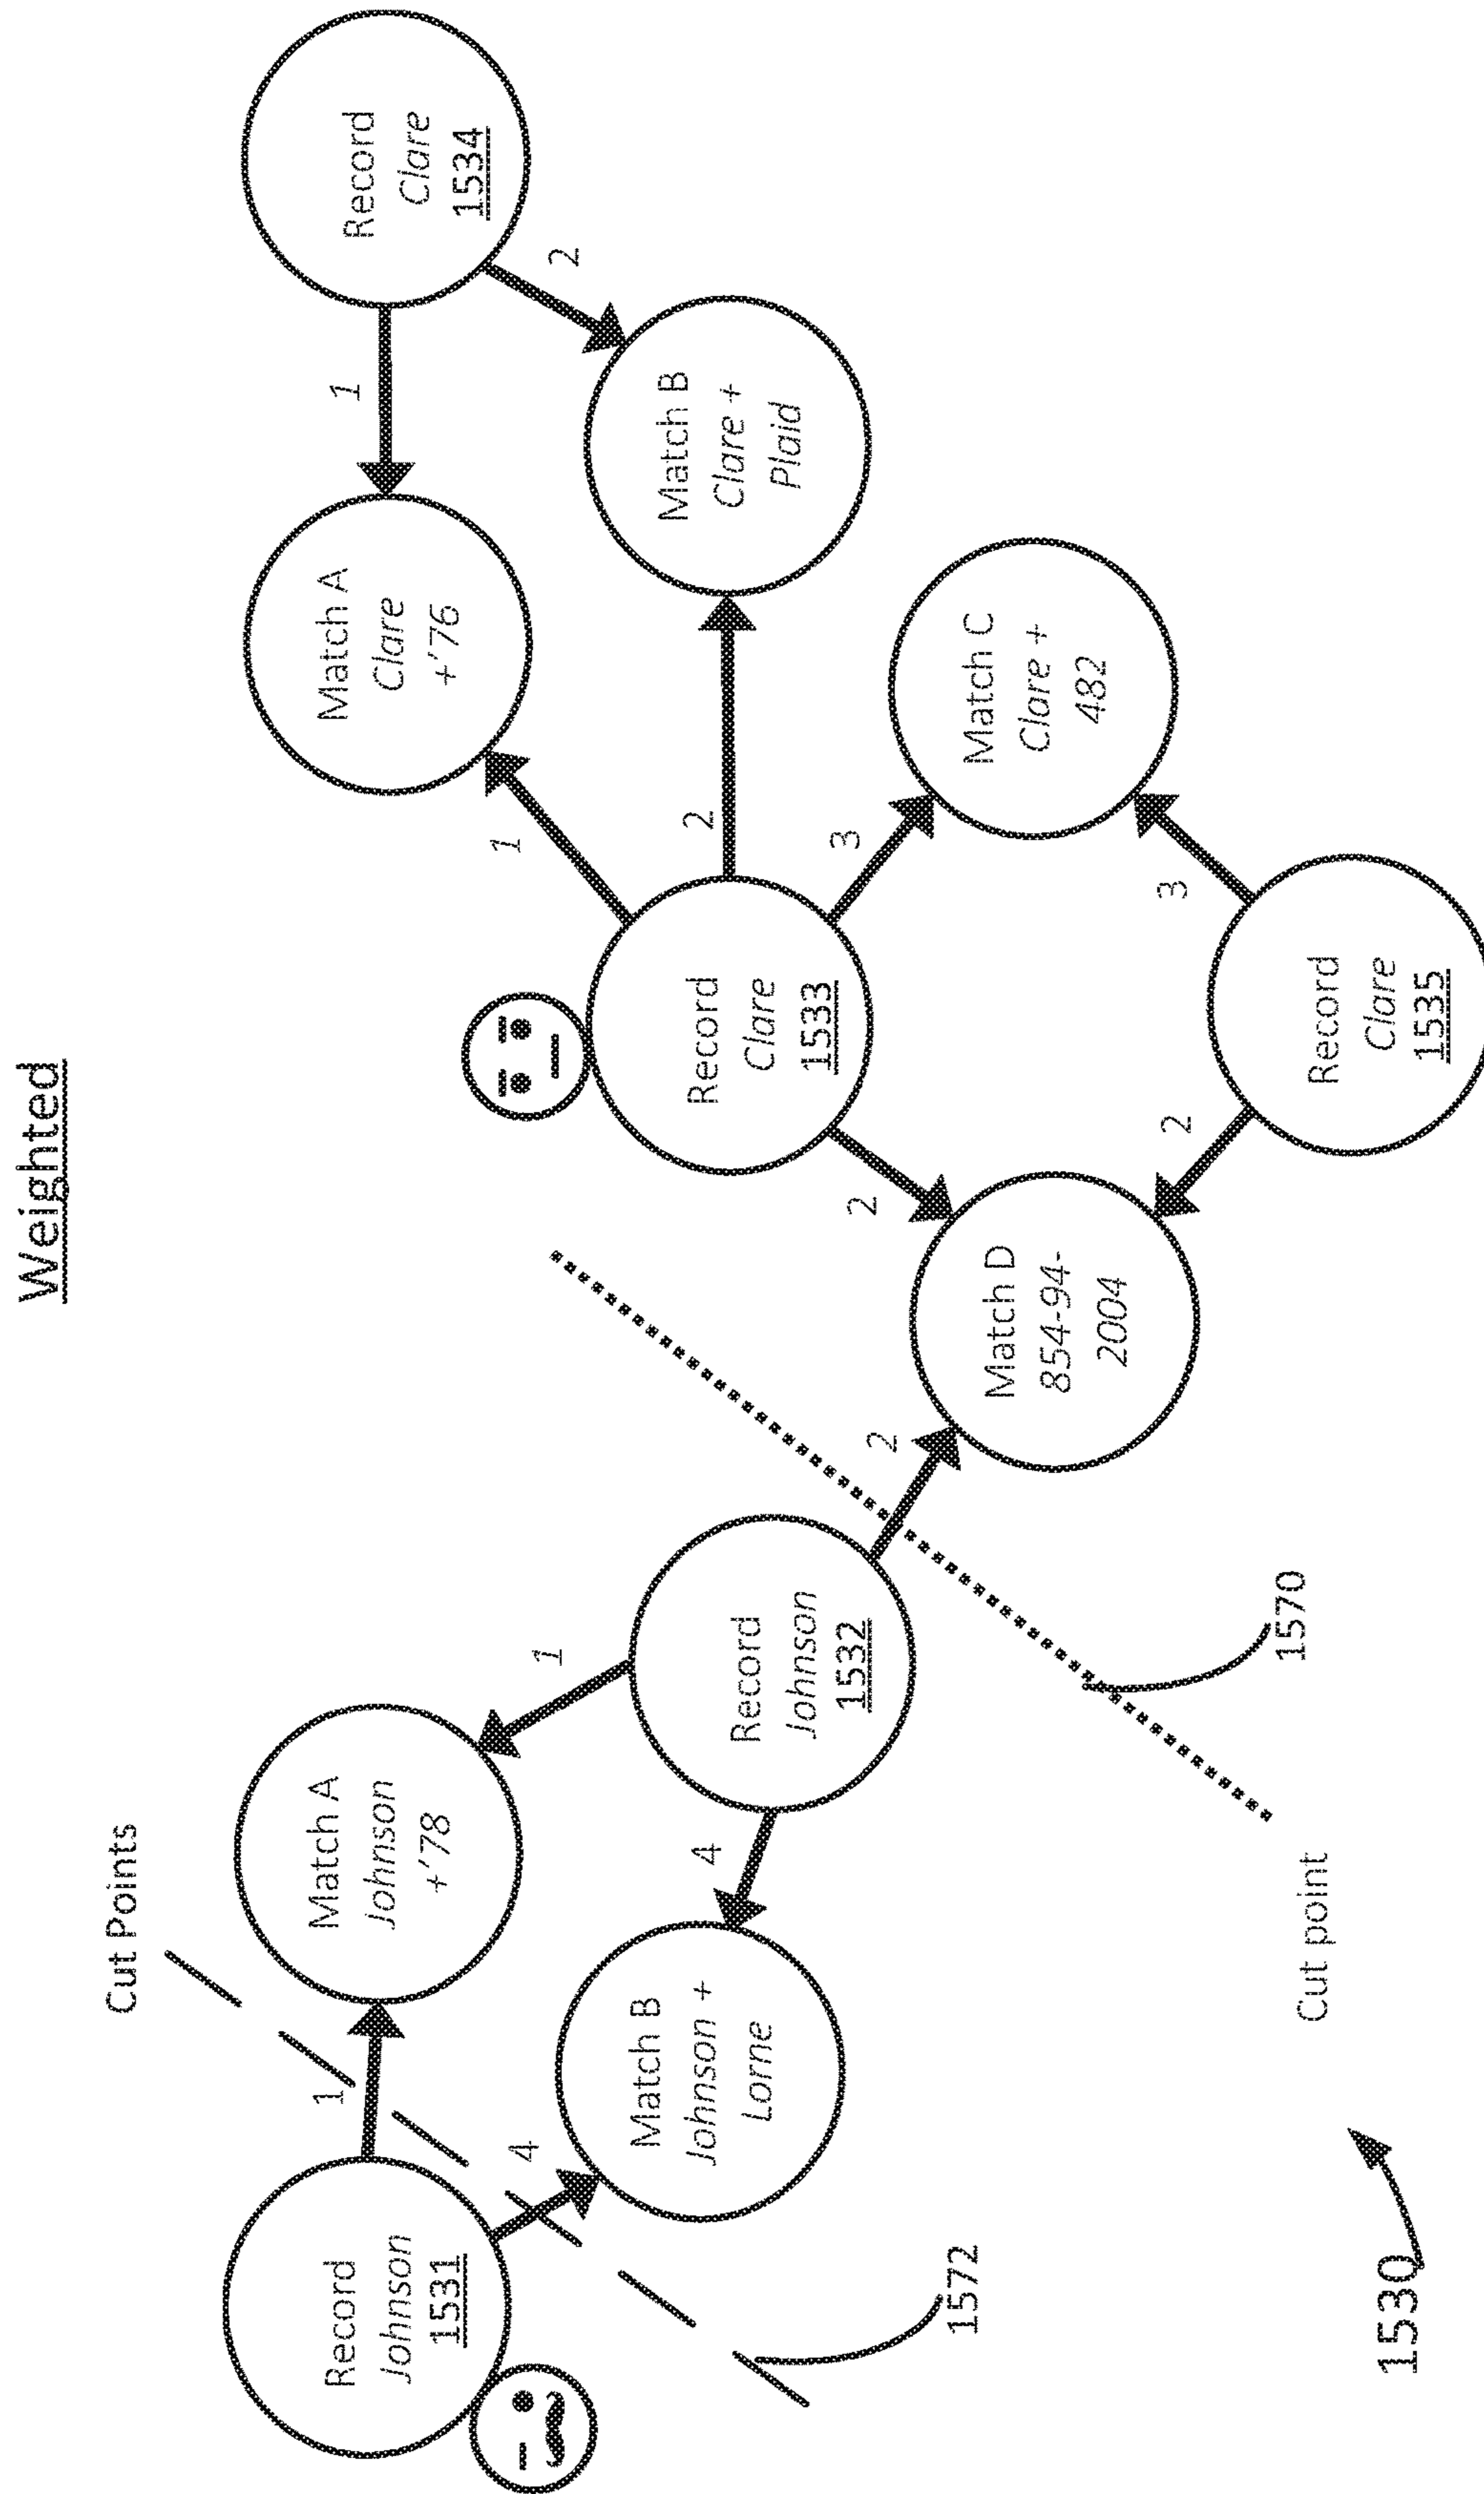 Weighted
Cut Points
Record
Johnson
1531
1
4
Match A
Johnson
+'78
Match B
Johnson +
Lorne
1
4
Record
Johnson
1532
2
Match D
854-94-
2004
2
2
Record
Clare
1533
1
2
3
Record
Clare
1535
3
Match A
Clare
+'76
Match B
Clare +
Plaid
Match C
Clare +
482
1
2
Record
Clare
1534
1572
1530
Cut point
1570